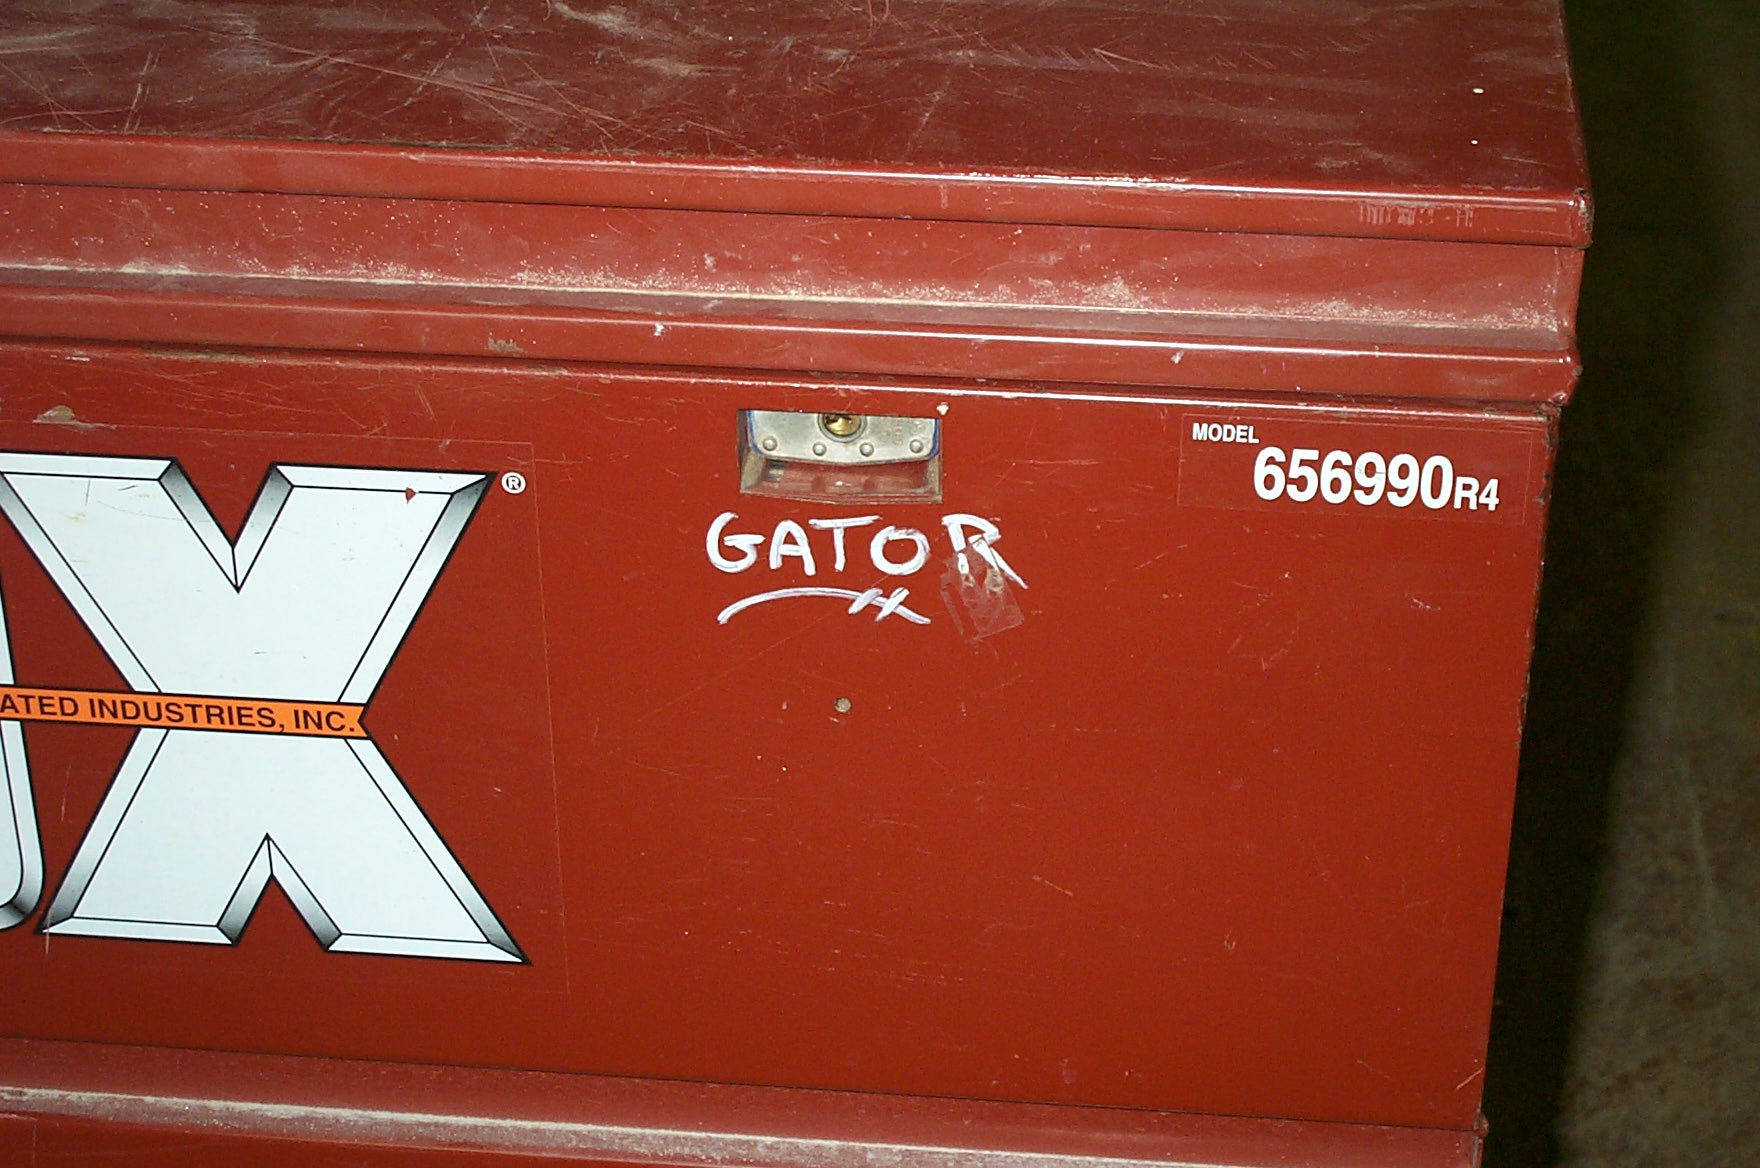 X®
ATED INDUSTRIES, INC.
GATOR
MODEL
656990R4